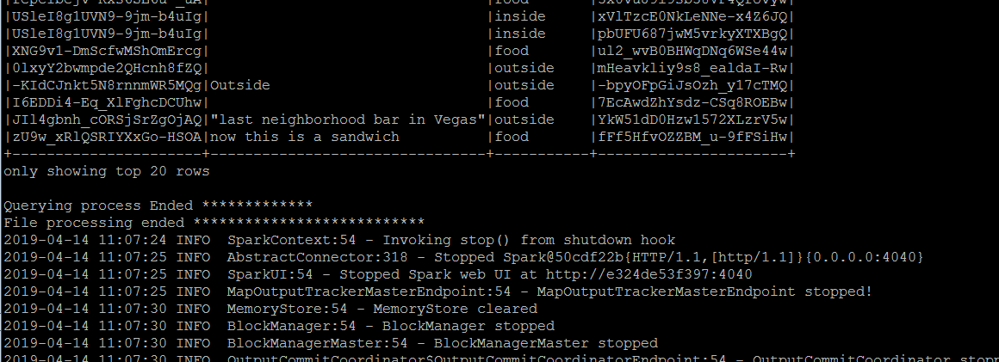 |food |
|USleI8g1UVN9-9jm-b4uIg| |inside |xVlTzcE0NkLeNNe-x4Z6JQ|
|USleI8g1UVN9-9jm-b4uIg| |inside |pbUFU687jwM5vrkyXTXBgQ|
|XNG9v1-DmScfwMShOmErcg| |food |ul2_wvB0BHWqDNq6WSe44w|
|0lxyY2bwmpde2QHcnh8fZQ| |outside |mHeavkliy9s8_ealdaI-Rw|
|-KIdCJnkt5N8rnnmWR5MQg|Outside |outside |-bpyOFpGiJsOzh_y17cTMQ|
|I6EDDi4-Eq_XlFghcDCUhw| |food |7EcAwdZhYsdz-CSq8ROEBw|
|JIl4gbnh_cORSjSrZgOjAQ|"last neighborhood bar in Vegas"|outside |YkW51dD0Hzw1572XLzrV5w|
|zU9w_xRlQSRIYXxGo-HSOA|now this is a sandwich |food |fFf5HfvOZZBM_u-9fFSiHw|
+----------------------+--------------------------------+-----------+----------------------+
only showing top 20 rows
Querying process Ended *************
File processing ended ***************************
2019-04-14 11:07:24 INFO  SparkContext:54 - Invoking stop() from shutdown hook
2019-04-14 11:07:25 INFO  AbstractConnector:318 - Stopped Spark@50cdf22b{HTTP/1.1,[http/1.1]}{0.0.0.0:4040}
2019-04-14 11:07:25 INFO  SparkUI:54 - Stopped Spark web UI at http://e324de53f397:4040
2019-04-14 11:07:25 INFO  MapOutputTrackerMasterEndpoint:54 - MapOutputTrackerMasterEndpoint stopped!
2019-04-14 11:07:30 INFO  MemoryStore:54 - MemoryStore cleared
2019-04-14 11:07:30 INFO  BlockManager:54 - BlockManager stopped
2019-04-14 11:07:30 INFO  BlockManagerMaster:54 - BlockManagerMaster stopped
2019-04-14 11:07:30 INFO  OutputCommitCoordinator$OutputCommitCoordinatorEndpoint:54 - OutputCommitCoordinator